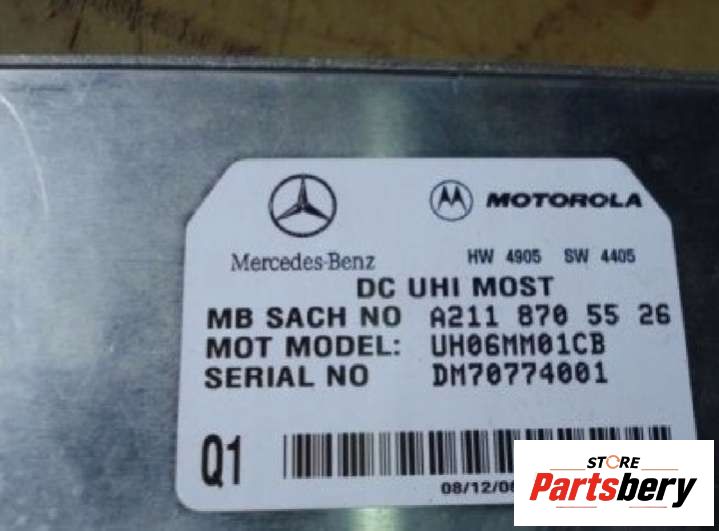 Mercedes-Benz
MOTOROLA
HW 4905 SW 4405
DC UHI MOST
MB SACH NO A211 870 55 26
MOT MODEL: UH06MM01CB
SERIAL NO DM70774001
Q1
STORE
Partsbery